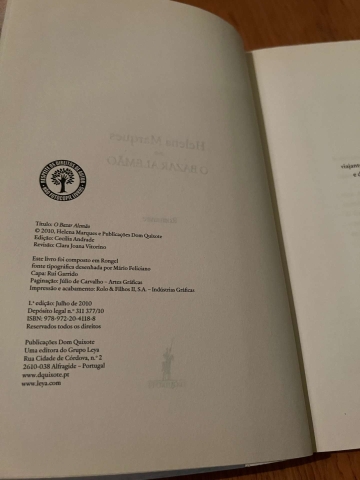 Helena Marques
O BAZAR ALEMÃO
Título: O Bazar Alemão
© 2010, Helena Marques e Publicações Dom Quixote
Edição: Cecília Andrade
Revisão: Clara Joana Vitorino
Este livro foi composto em Rongel
fonte tipográfica desenhada por Mário Feliciano
Capa: Rui Garrido
Paginação: Júlio de Carvalho – Artes Gráficas
Impressão e acabamento: Rolo & Filhos II, S.A. – Indústrias Gráficas
1.ª edição: Julho de 2010
Depósito legal n.º 311 377/10
ISBN: 978-972-20-4118-8
Reservados todos os direitos
Publicações Dom Quixote
Uma editora do Grupo Leya
Rua Cidade de Córdova, n.º 2
2610-038 Alfragide – Portugal
www.dquixote.pt
www.leya.com